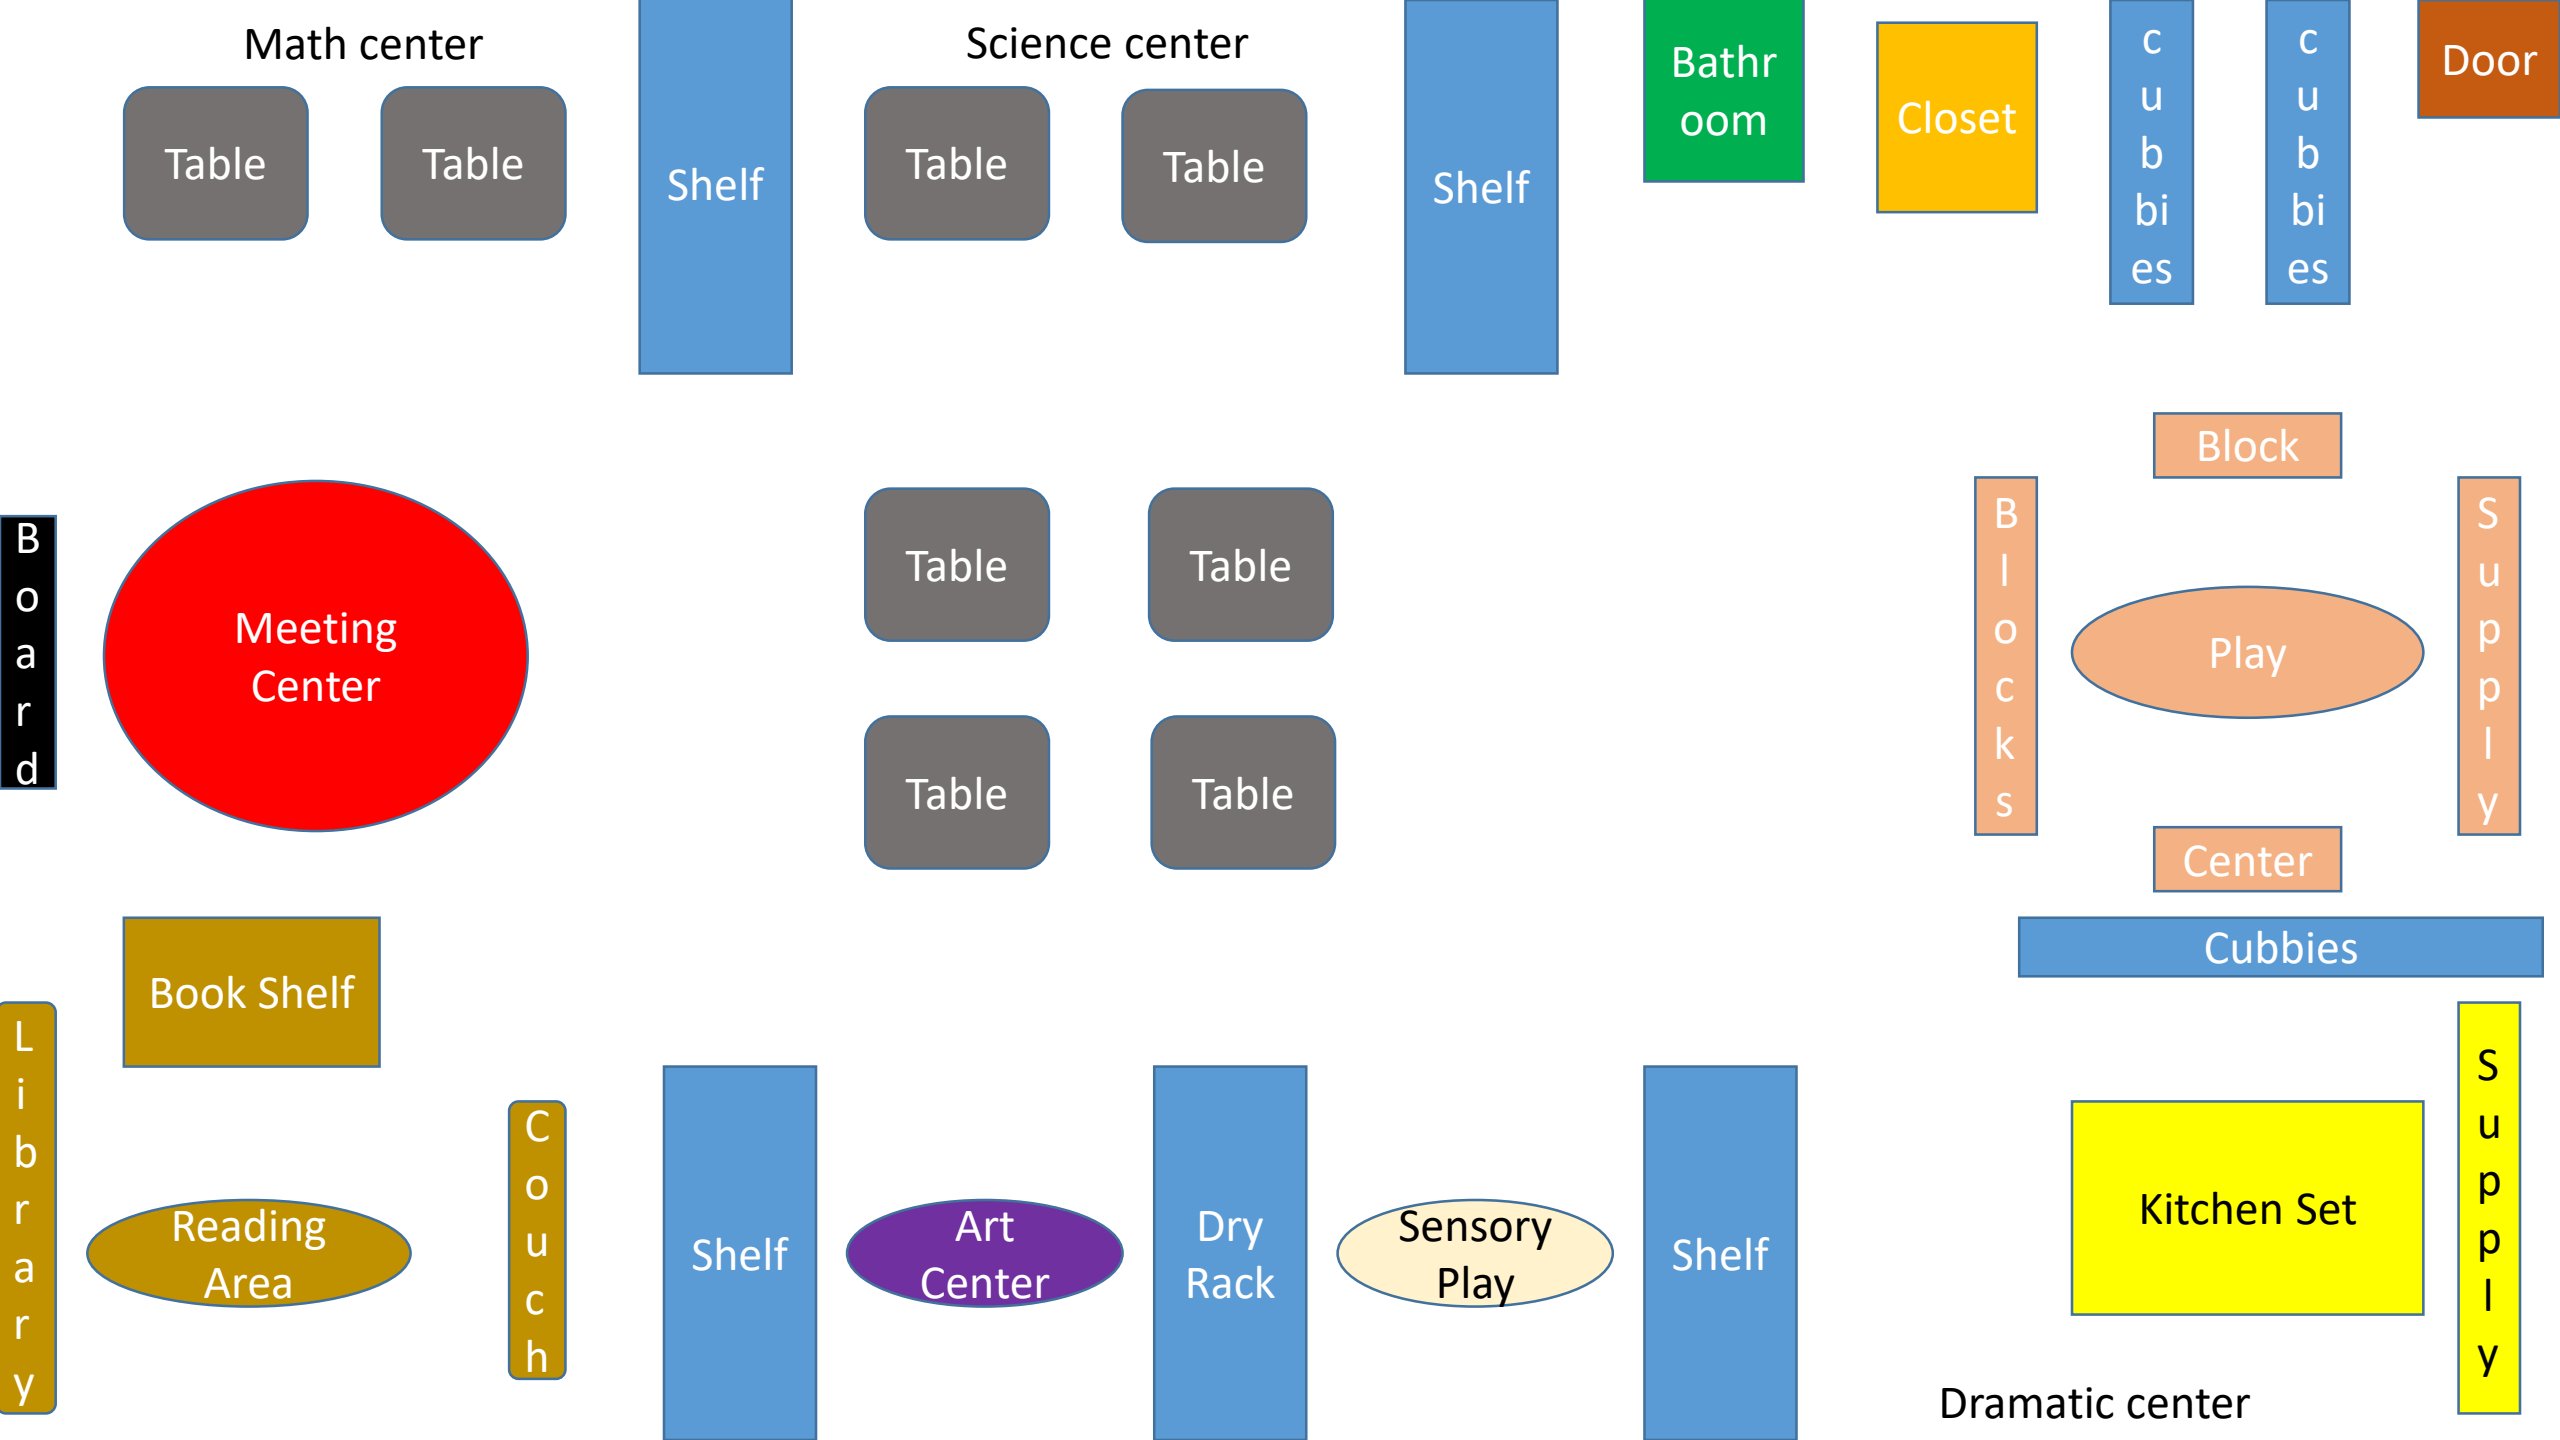 Math center
Science center
Table
Table
Shelf
Table
Table
Shelf
Bathr
oom
Closet
c
u
b
bi
es
c
u
b
bi
es
Door
B
o
a
r
d
Meeting
Center
Table
Table
Table
Table
Block
B
l
o
c
k
s
Play
S
u
p
p
l
y
Center
Cubbies
Book Shelf
L
i
b
r
a
r
y
Reading
Area
C
o
u
c
h
Shelf
Art
Center
Dry
Rack
Sensory
Play
Shelf
Kitchen Set
S
u
p
p
l
y
Dramatic center